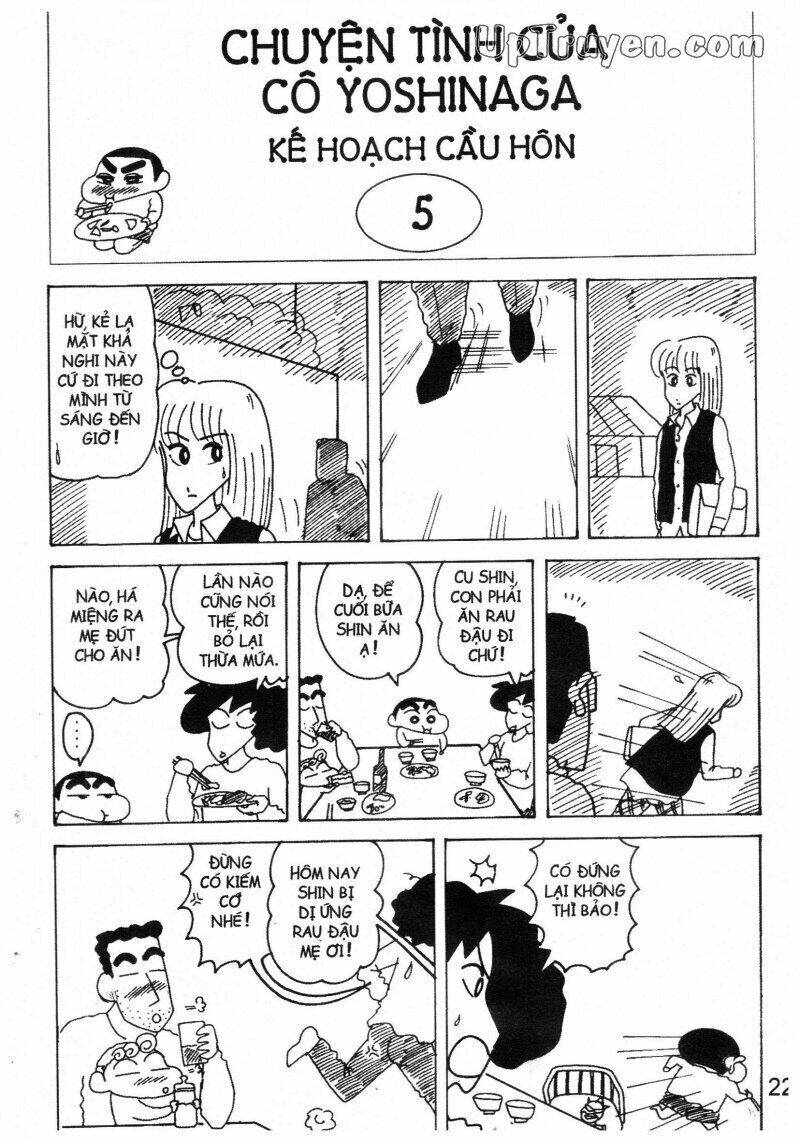 CHUYỆN TÌNH CỦA
UpTruyen.com
CÔ YOSHINAGA
KẾ HOẠCH CẦU HÔN
5
HỪ, KẺ LẠ
MẶT KHẢ
NGHI NÀY
CỨ ĐI THEO
MÌNH TỪ
SÁNG ĐẾN
GIỜ!
CU SHIN,
CON PHẢI
ĂN RAU
ĐẬU ĐI
CHỨ!
DẠ, ĐỂ
CUỐI BỮA
SHIN ĂN
Ạ!
LẦN NÀO
CŨNG NÓI
THẾ, RỒI
BỎ LẠI
THỪA MỨA.
NÀO, HÁ
MIỆNG RA
MẸ ĐÚT
CHO ĂN!
....
CÓ ĐỨNG
LẠI KHÔNG
THÌ BẢO!
HÔM NAY
SHIN BỊ
DỊ ỨNG
RAU ĐẬU
MẸ ƠI!
ĐỪNG
CÓ KIẾM
CỚ
NHÉ!
22